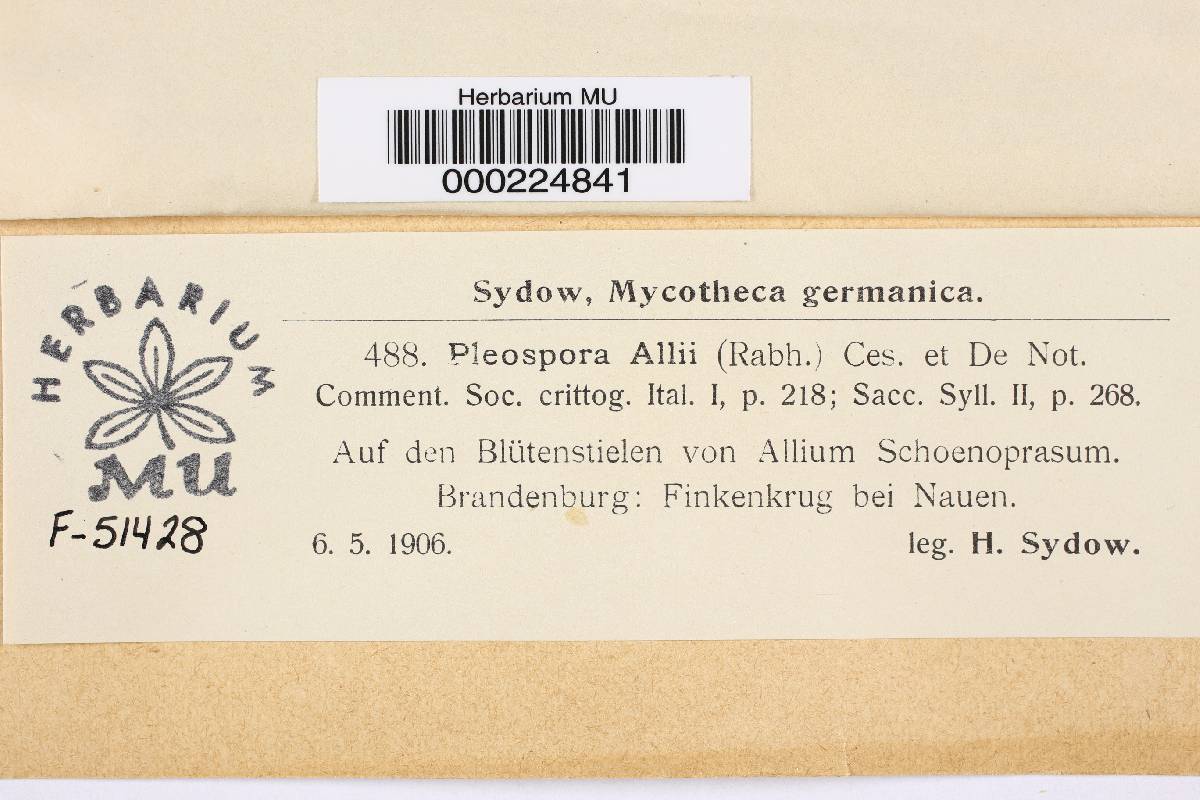 Herbarium MU
000224841
HERBARIUM
MU
F-51428
Sydow, Mycotheca germanica.
488. Pleospora Allii (Rabh.) Ces. et De Not.
Comment. Soc. crittog. Ital. I, p. 218; Sacc. Syll. II, p. 268.
Auf den Blütenstielen von Allium Schoenoprasum.
Brandenburg: Finkenkrug bei Nauen.
6. 5. 1906. leg. H. Sydow.